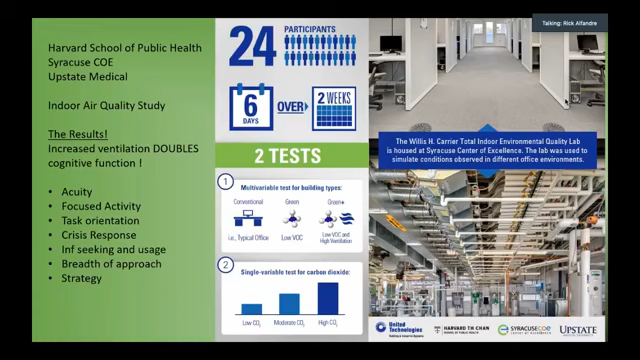 Talking: Rick Alfandre
Harvard School of Public Health
Syracuse COE
Upstate Medical
Indoor Air Quality Study
The Results!
Increased ventilation DOUBLES
cognitive function !
• Acuity
• Focused Activity
• Task orientation
• Crisis Response
• Inf seeking and usage
• Breadth of approach
• Strategy
24 PARTICIPANTS
6 DAYS
OVER
2 WEEKS
2 TESTS
1
Multivariable test for building types:
Conventional
i.e., Typical Office
Green
Low VOC
Green+
Low VOC and
High Ventilation
2
Single-variable test for carbon dioxide:
Low CO₂
Moderate CO₂
High CO₂
The Willis H. Carrier Total Indoor Environmental Quality Lab
is housed at Syracuse Center of Excellence. The lab was used to
simulate conditions observed in different office environments.
United
Technologies
HARVARD TH CHAN
SCHOOL OF PUBLIC HEALTH
SYRACUSECOE
UPSTATE